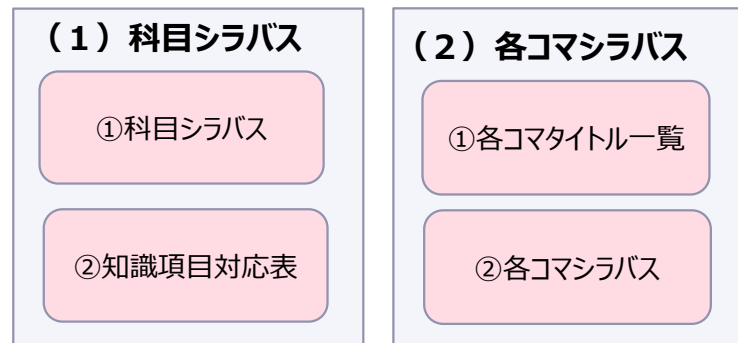 (1)科目シラバス
①科目シラバス
②知識項目対応表
(2)各コマシラバス
①各コマタイトル一覧
②各コマシラバス